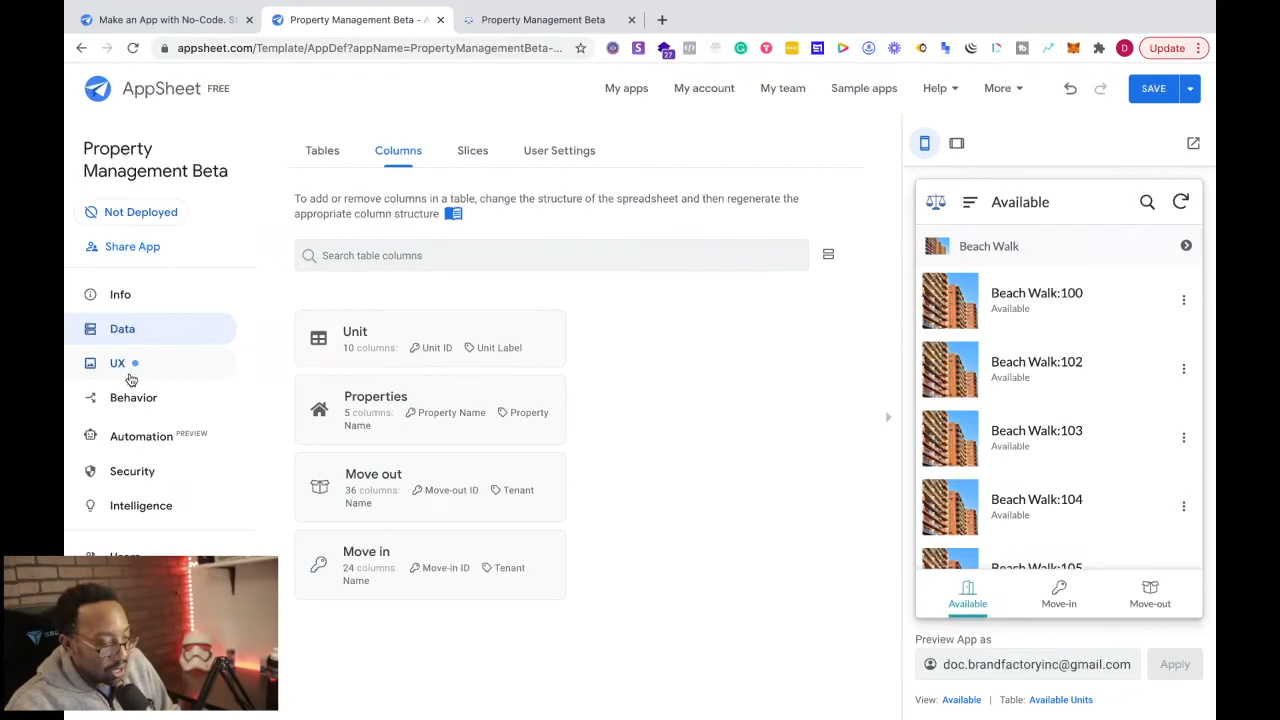 Make an App with No-Code. S
Property Management Beta - A
Property Management Beta
appsheet.com/Template/AppDef?appName=PropertyManagementBeta-...
27
D
Update
AppSheet FREE
My apps
My account
My team
Sample apps
Help
More
SAVE
Property
Management Beta
Not Deployed
Share App
Info
Data
UX
Behavior
Automation PREVIEW
Security
Intelligence
Users
Tables
Columns
Slices
User Settings
To add or remove columns in a table, change the structure of the spreadsheet and then regenerate the
appropriate column structure
Search table columns
Unit
10 columns: Unit ID Unit Label
Properties
5 columns: Property Name Property
Name
Move out
36 columns: Move-out ID Tenant
Name
Move in
24 columns: Move-in ID Tenant
Name
Available
Beach Walk
Beach Walk:100
Available
Beach Walk:102
Available
Beach Walk:103
Available
Beach Walk:104
Available
Beach Walk:105
Available
Move-in
Move-out
Preview App as
doc.brandfactoryinc@gmail.com
Apply
View: Available | Table: Available Units